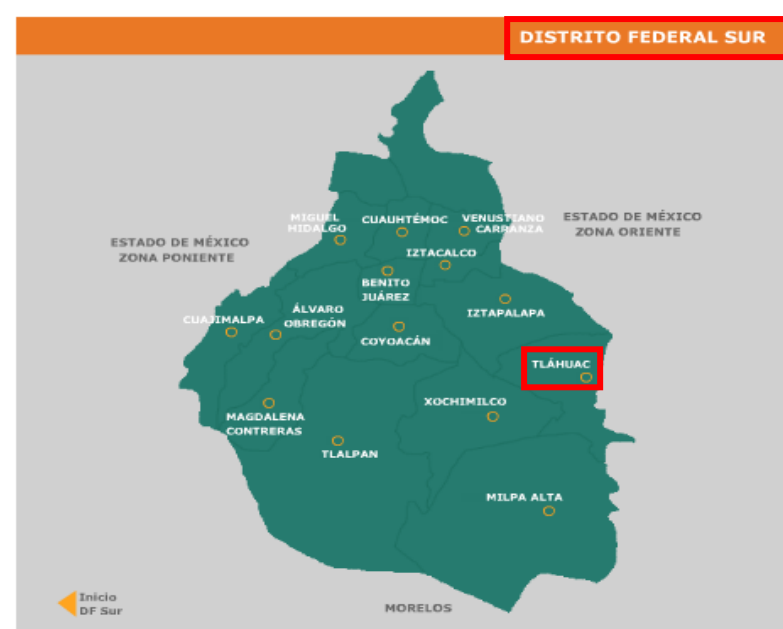 DISTRITO FEDERAL SUR
MIGUEL
HIDALGO
CUAUHTÉMOC
VENUSTIANO
CARRANZA
ESTADO DE MÉXICO
ZONA ORIENTE
ESTADO DE MÉXICO
ZONA PONIENTE
IZTACALCO
BENITO
JUÁREZ
CUAJIMALPA
ÁLVARO
OBREGÓN
IZTAPALAPA
COYOACÁN
TLÁHUAC
XOCHIMILCO
MAGDALENA
CONTRERAS
TLALPAN
MILPA ALTA
Inicio
DF Sur
MORELOS